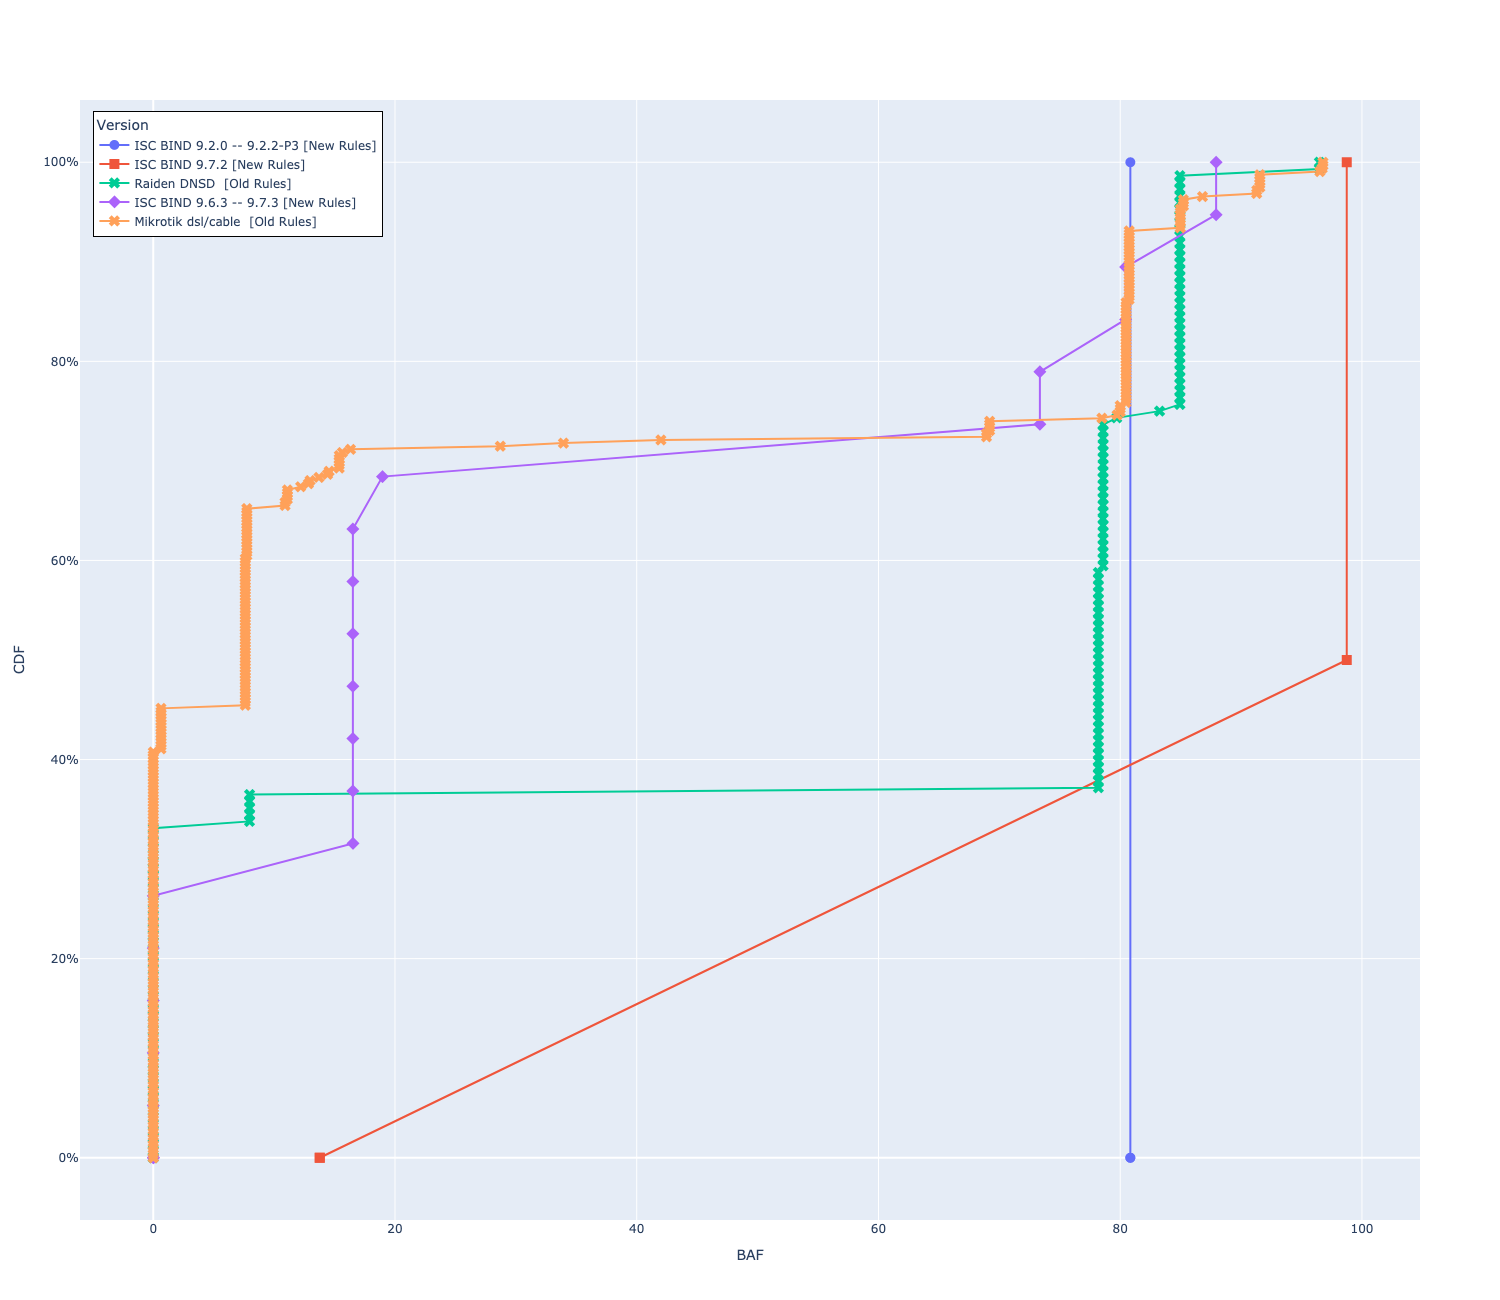 Version
ISC BIND 9.2.0 -- 9.2.2-P3 [New Rules]
ISC BIND 9.7.2 [New Rules]
Raiden DNSD  [Old Rules]
ISC BIND 9.6.3 -- 9.7.3 [New Rules]
Mikrotik dsl/cable  [Old Rules]
100%
80%
60%
40%
20%
0%
CDF
0 20 40 60 80 100
BAF